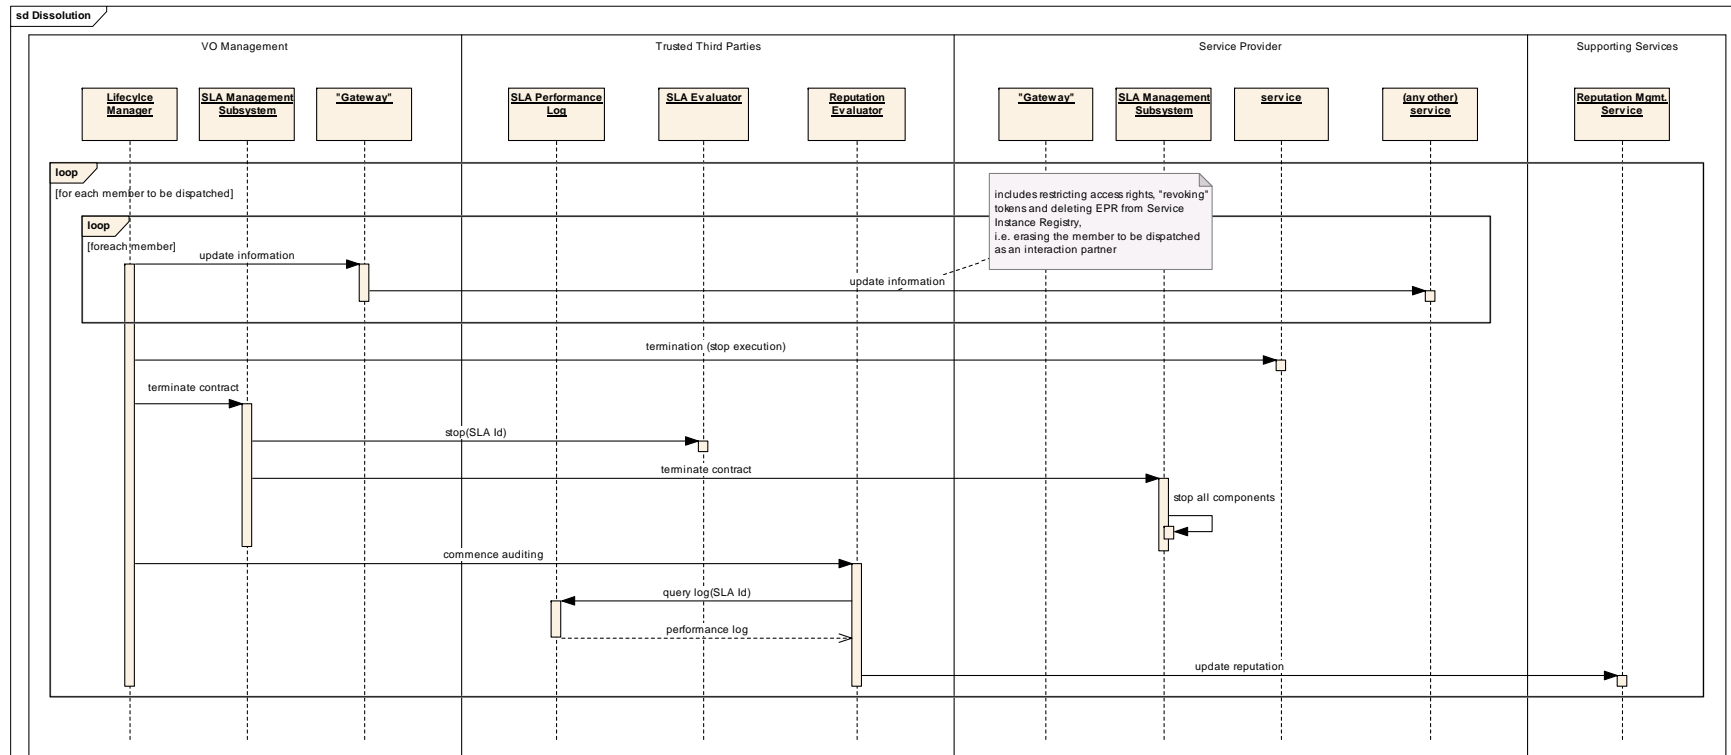 sd Dissolution
VO Management
Trusted Third Parties
Service Provider
Supporting Services
Lifecylce
Manager
SLA Management
Subsystem
"Gateway"
SLA Performance
Log
SLA Evaluator
Reputation
Evaluator
"Gateway"
SLA Management
Subsystem
service
(any other)
service
Reputation Mgmt.
Service
loop
[for each member to be dispatched]
loop
[foreach member]
includes restricting access rights, "revoking"
tokens and deleting EPR from Service
Instance Registry,
i.e. erasing the member to be dispatched
as an interaction partner
update information
update information
termination (stop execution)
terminate contract
stop(SLA Id)
terminate contract
stop all components
commence auditing
query log(SLA Id)
performance log
update reputation